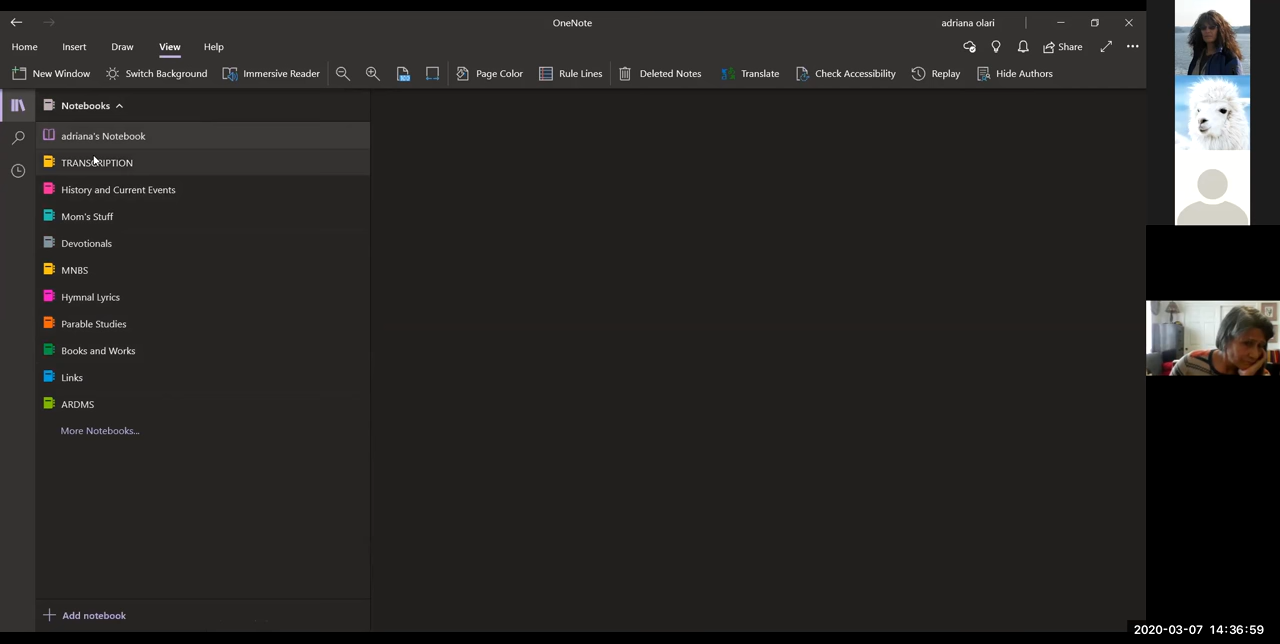 OneNote
adriana olari
Home Insert Draw View Help
Share
New Window Switch Background Immersive Reader Page Color Rule Lines Deleted Notes Translate Check Accessibility Replay Hide Authors
Notebooks
adriana's Notebook
TRANSCRIPTION
History and Current Events
Mom's Stuff
Devotionals
MNBS
Hymnal Lyrics
Parable Studies
Books and Works
Links
ARDMS
More Notebooks...
Add notebook
2020-03-07 14:36:59